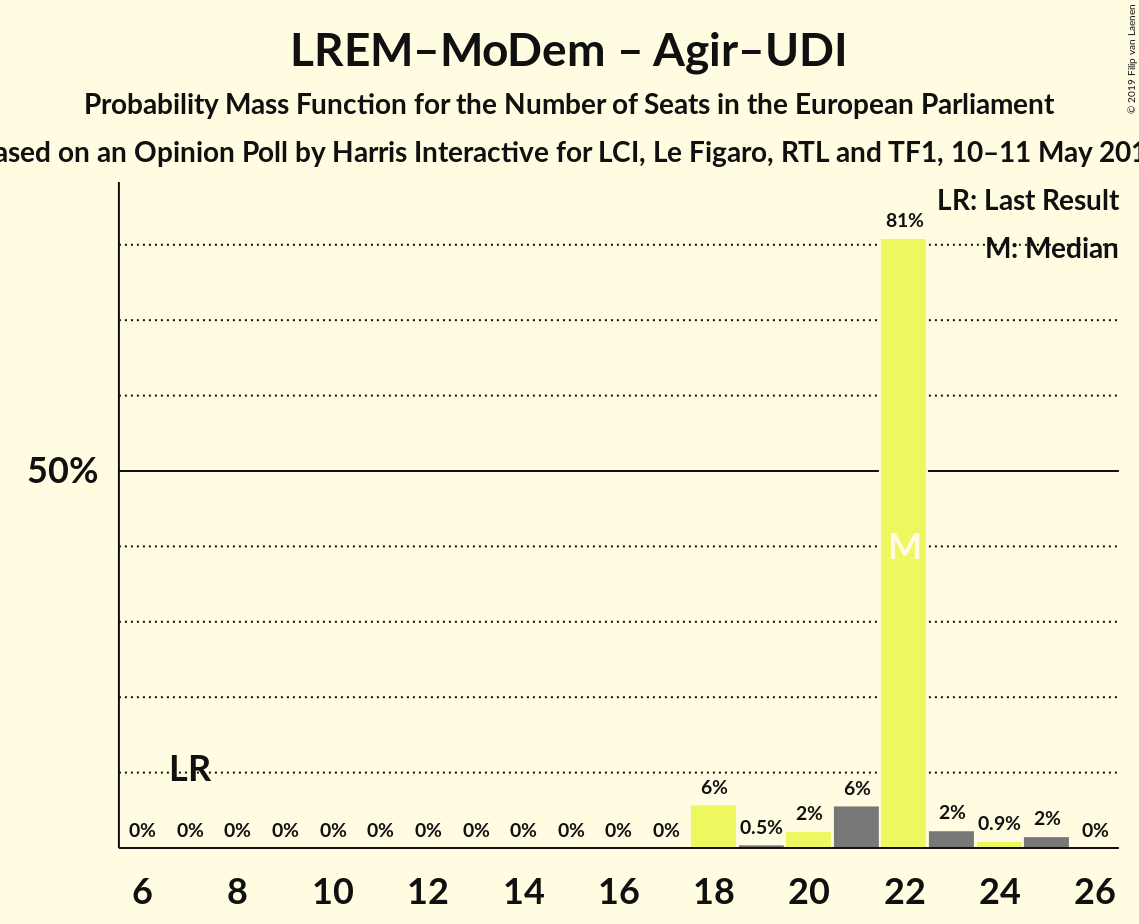 LREM–MoDem – Agir–UDI
Probability Mass Function for the Number of Seats in the European Parliament
ased on an Opinion Poll by Harris Interactive for LCI, Le Figaro, RTL and TF1, 10–11 May 201
© 2019 Filip van Laenen
LR: Last Result
M: Median
81%
50%
M
LR
0% 0% 0% 0% 0% 0% 0% 0% 0% 0% 0% 0% 6% 0.5% 2% 6% 2% 0.9% 2% 0%
6 8 10 12 14 16 18 20 22 24 26